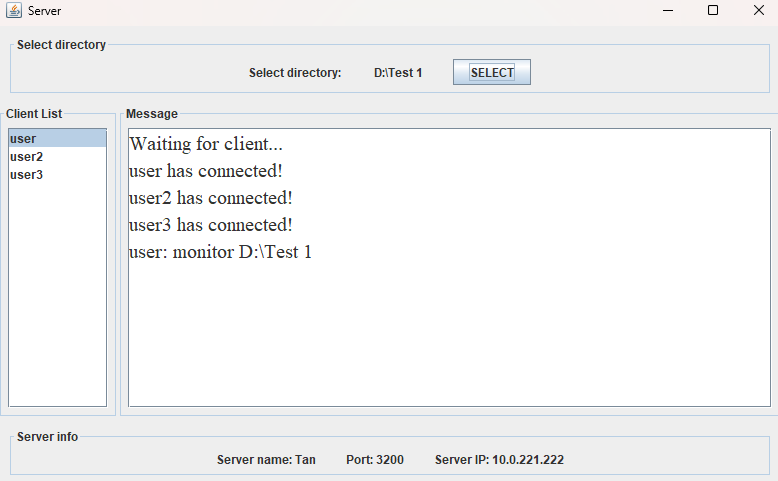 Server
Select directory
Select directory: D:\Test 1 SELECT
Client List
user
user2
user3
Message
Waiting for client...
user has connected!
user2 has connected!
user3 has connected!
user: monitor D:\Test 1
Server info
Server name: Tan Port: 3200 Server IP: 10.0.221.222